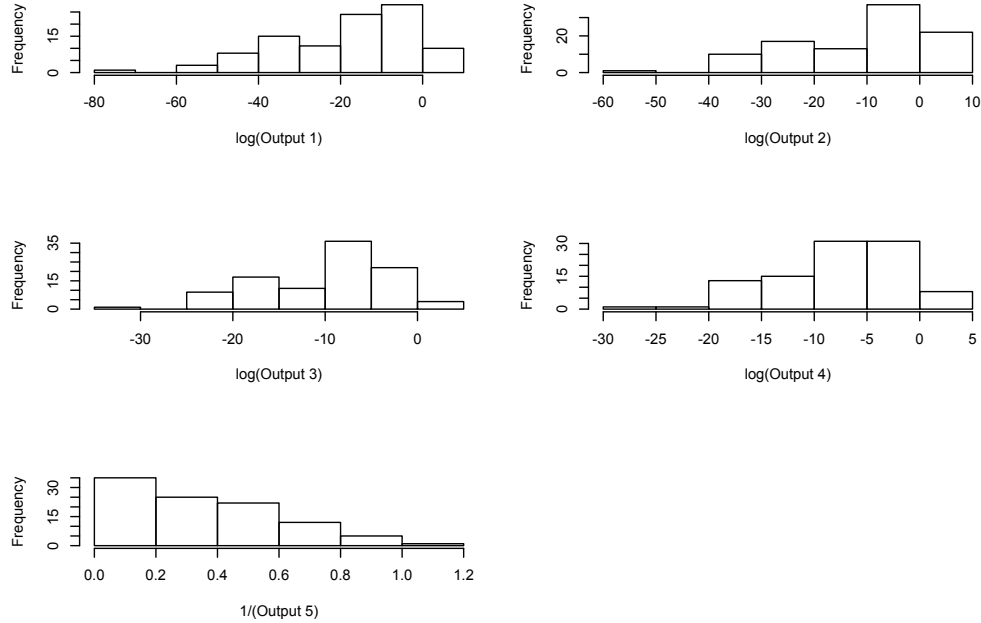 Frequency
15
0
-80 -60 -40 -20 0
log(Output 1)
Frequency
20
0
-60 -50 -40 -30 -20 -10 0 10
log(Output 2)
Frequency
35
15
0
-30 -20 -10 0
log(Output 3)
Frequency
30
15
0
-30 -25 -20 -15 -10 -5 0 5
log(Output 4)
Frequency
30
15
0
0.0 0.2 0.4 0.6 0.8 1.0 1.2
1/(Output 5)